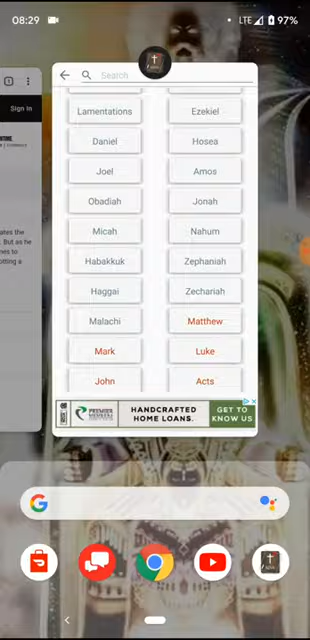 08:29
LTE 97%
Search
Sign In
Lamentations
Ezekiel
Daniel
Hosea
Joel
Amos
Obadiah
Jonah
Micah
Nahum
Habakkuk
Zephaniah
Haggai
Zechariah
Malachi
Matthew
Mark
Luke
John
Acts
HANDCRAFTED
HOME LOANS.
GET TO
KNOW US